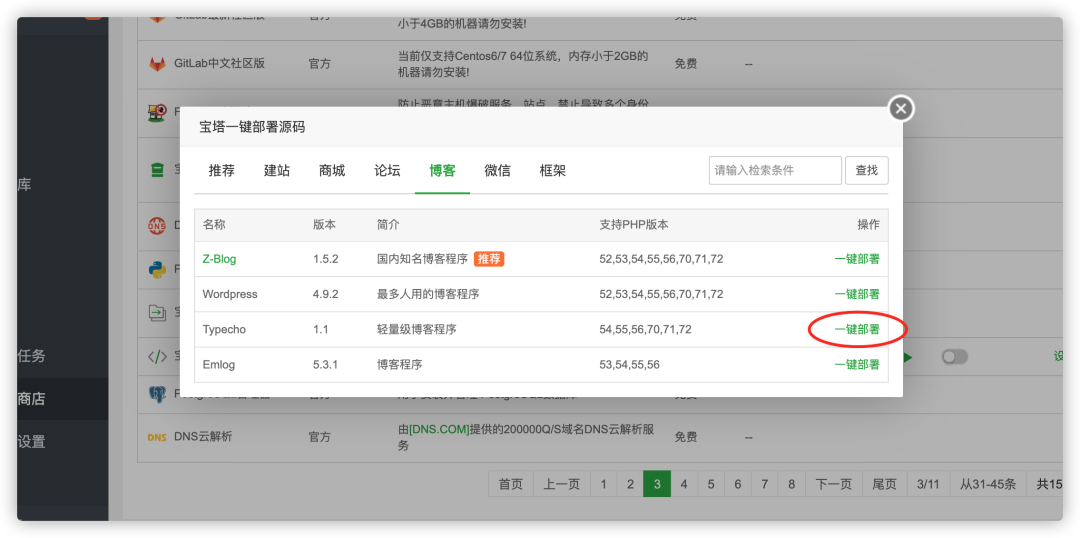 小于4GB的机器请勿安装!
GitLab中文社区版 官方 当前仅支持Centos6/7 64位系统，内存小于2GB的 免费 --
机器请勿安装!
库
任务
商店
设置
宝塔一键部署源码
推荐 建站 商城 论坛 博客 微信 框架 请输入检索条件 查找
名称 版本 简介 支持PHP版本 操作
Z-Blog 1.5.2 国内知名博客程序 推荐 52,53,54,55,56,70,71,72 一键部署
Wordpress 4.9.2 最多人用的博客程序 52,53,54,55,56,70,71,72 一键部署
Typecho 1.1 轻量级博客程序 54,55,56,70,71,72 一键部署
Emlog 5.3.1 博客程序 53,54,55,56 一键部署
DNS DNS云解析 官方 由[DNS.COM]提供的200000Q/S域名DNS云解析服 免费 --
务
首页 上一页 1 2 3 4 5 6 7 8 下一页 尾页 3/11 从31-45条 共15